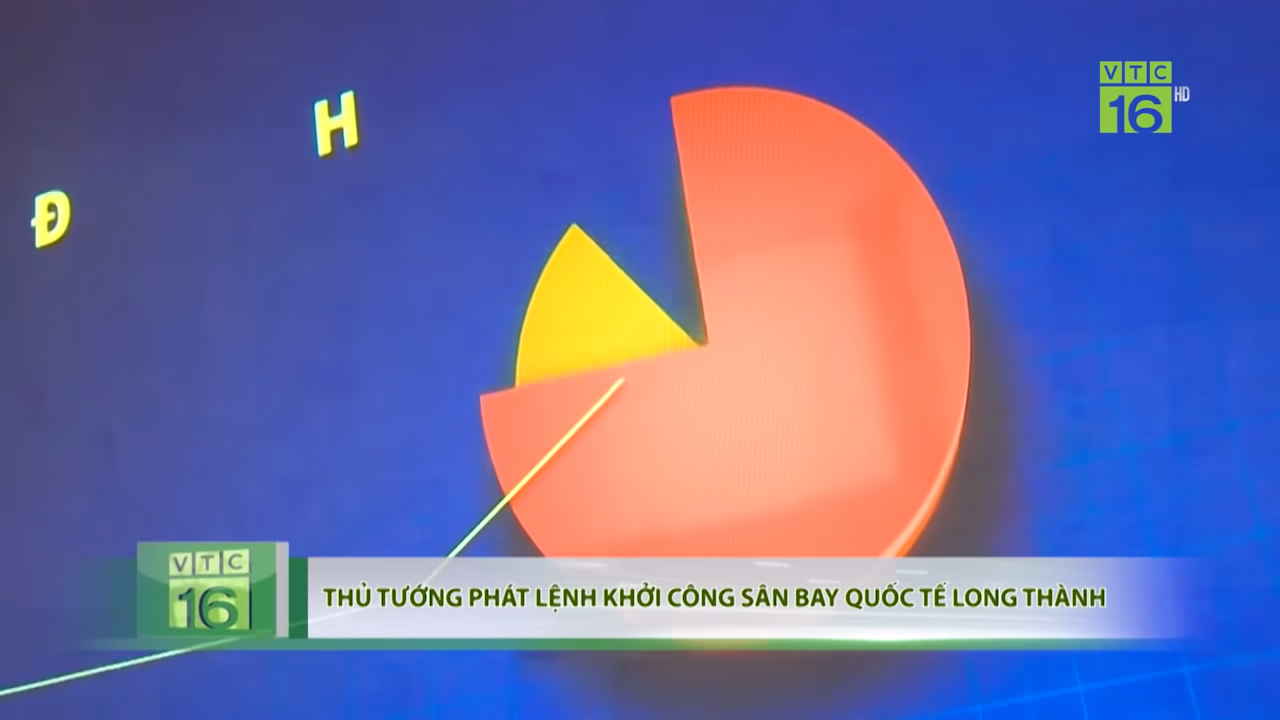 VTC
16 HD
H
Đ
VTC
16
THỦ TƯỚNG PHÁT LỆNH KHỞI CÔNG SÂN BAY QUỐC TẾ LONG THÀNH